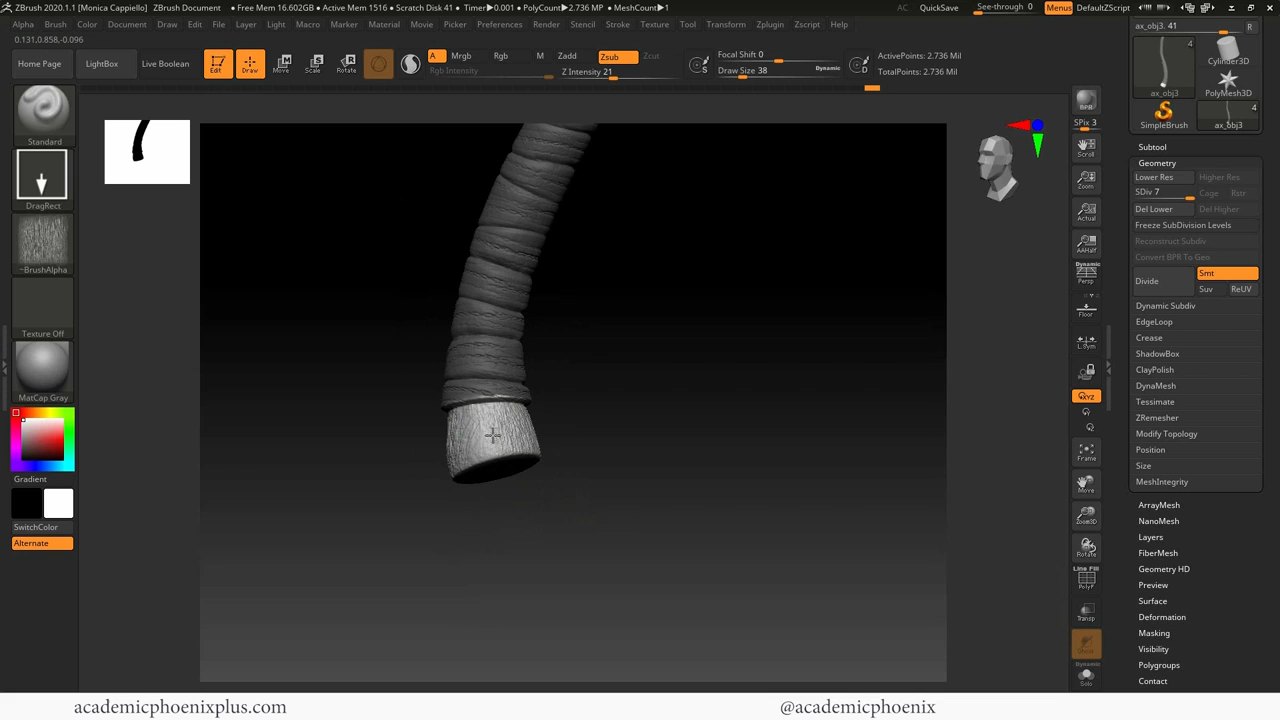 ZBrush 2020.1.1 [Monica Cappiello] ZBrush Document • Free Mem 16.602GB • Active Mem 1516 • Scratch Disk 41 • Timer▶0.001 • PolyCount▶2.736 MP • MeshCount▶1 AC QuickSave See-through 0 Menus DefaultZScript
Alpha Brush Color Document Draw Edit File Layer Light Macro Marker Material Movie Picker Preferences Render Stencil Stroke Texture Tool Transform Zplugin Zscript Help
0.131,0.858,-0.096
Home Page LightBox Live Boolean Edit Draw Move Scale Rotate A Mrgb Rgb M Zadd Zsub Zcut
Rgb Intensity Z Intensity 21
Focal Shift 0
Draw Size 38 Dynamic
S D
ActivePoints: 2.736 Mil
TotalPoints: 2.736 Mil
Standard
DragRect
~BrushAlpha
Texture Off
MatCap Gray
Gradient
SwitchColor
Alternate
BPR
SPix 3
Scroll
Zoom
Actual
AAHalf
Dynamic
Persp
Floor
L.Sym
XYZ
Frame
Move
Zoom3D
Rotate
Line Fill
PolyF
Transp
Dynamic
Solo
ax_obj3. 41 R
4
ax_obj3
Cylinder3D
PolyMesh3D
SimpleBrush
4
ax_obj3
Subtool
Geometry
Lower Res Higher Res
SDiv 7 Cage Rstr
Del Lower Del Higher
Freeze SubDivision Levels
Reconstruct Subdiv
Convert BPR To Geo
Divide Smt
Suv ReUV
Dynamic Subdiv
EdgeLoop
Crease
ShadowBox
ClayPolish
DynaMesh
Tessimate
ZRemesher
Modify Topology
Position
Size
MeshIntegrity
ArrayMesh
NanoMesh
Layers
FiberMesh
Geometry HD
Preview
Surface
Deformation
Masking
Visibility
Polygroups
Contact
academicphoenixplus.com @academicphoenix